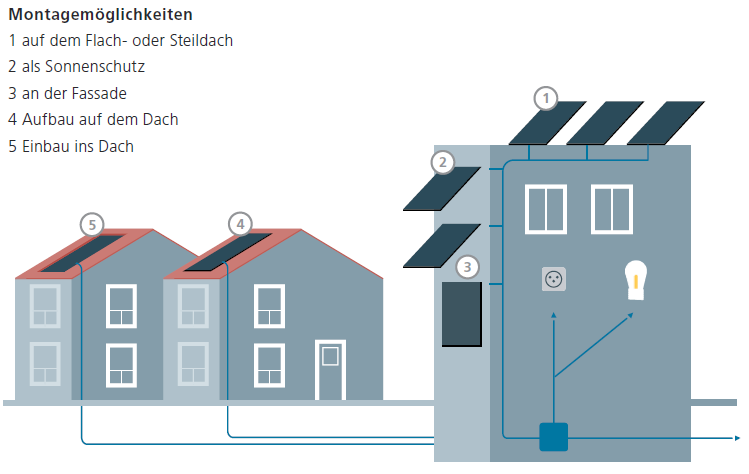 Montagemöglichkeiten
1 auf dem Flach- oder Steildach
2 als Sonnenschutz
3 an der Fassade
4 Aufbau auf dem Dach
5 Einbau ins Dach
1
2
5
4
3